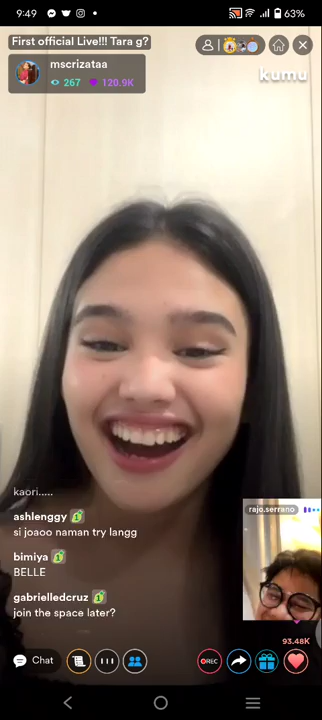 9:49
63%
First official Live!!! Tara g?
mscrizataa
267
120.9K
kumu
kaori.....
ashlenggy
si joaoo naman try langg
bimiya
BELLE
gabrielledcruz
join the space later?
rajo.serrano
93.48K
Chat
REC